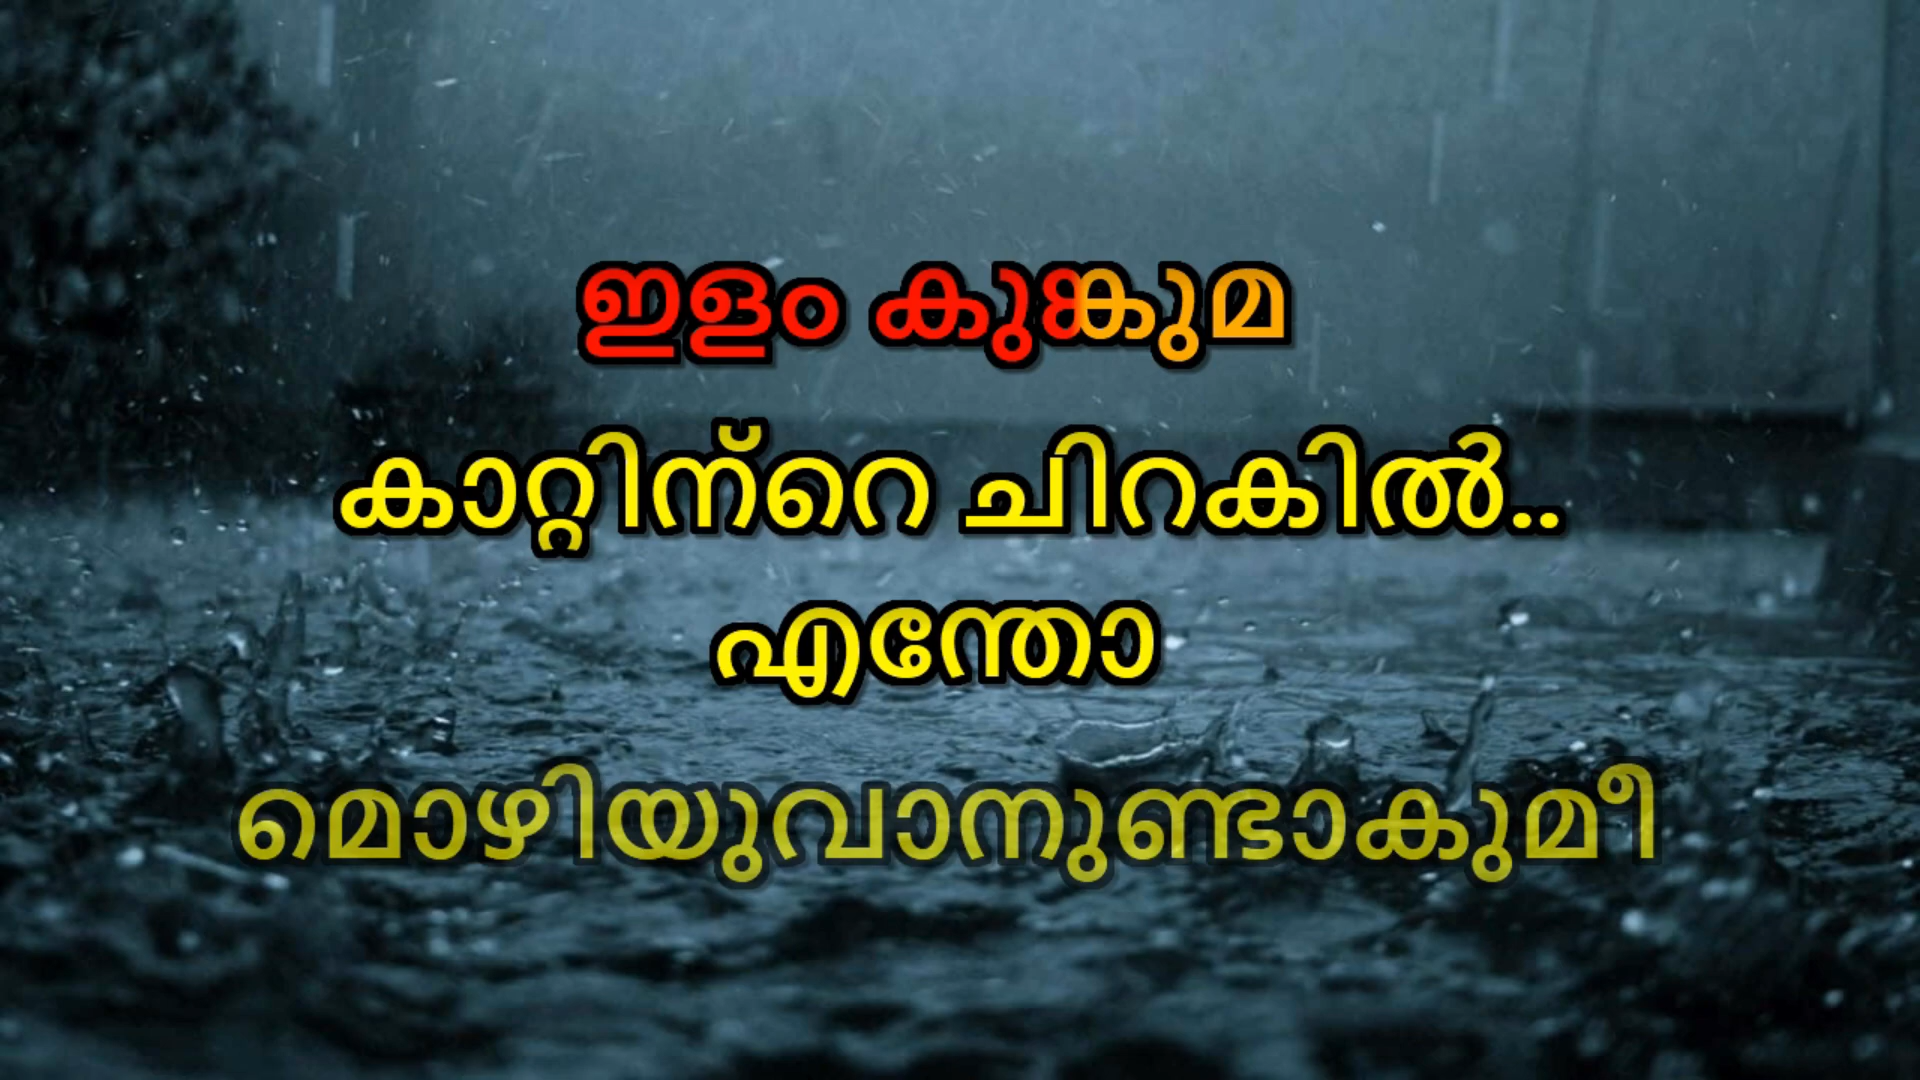 ഇളം കുങ്കുമ
കാറ്റിന്റെ ചിറകിൽ..
എന്തോ
മൊഴിയുവാനുണ്ടാകുമീ